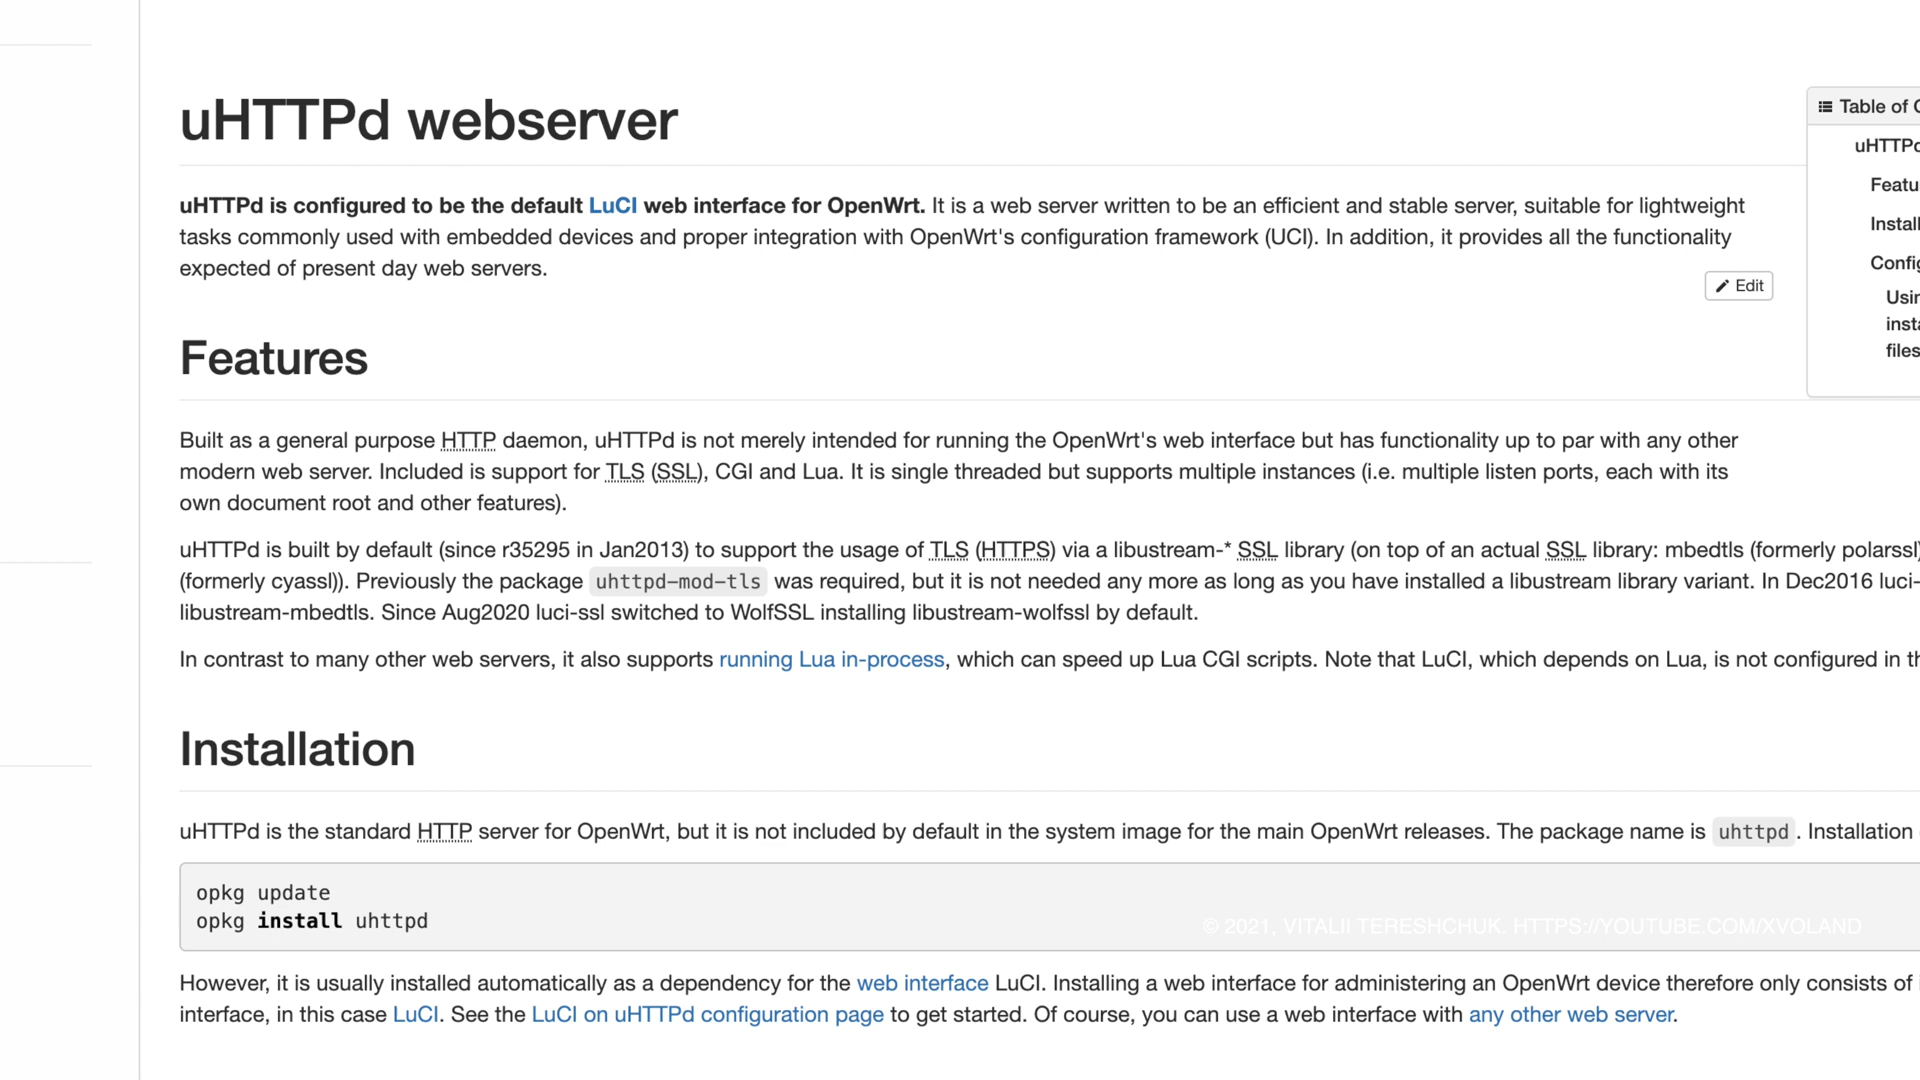 uHTTPd webserver
Table of
uHTTPd is configured to be the default LuCI web interface for OpenWrt. It is a web server written to be an efficient and stable server, suitable for lightweight
tasks commonly used with embedded devices and proper integration with OpenWrt's configuration framework (UCI). In addition, it provides all the functionality
expected of present day web servers.
Edit
Features
Built as a general purpose HTTP daemon, uHTTPd is not merely intended for running the OpenWrt's web interface but has functionality up to par with any other
modern web server. Included is support for TLS (SSL), CGI and Lua. It is single threaded but supports multiple instances (i.e. multiple listen ports, each with its
own document root and other features).
uHTTPd is built by default (since r35295 in Jan2013) to support the usage of TLS (HTTPS) via a libustream-* SSL library (on top of an actual SSL library: mbedtls (formerly polarssl)
(formerly cyassl)). Previously the package uhttpd-mod-tls was required, but it is not needed any more as long as you have installed a libustream library variant. In Dec2016 luci-
libustream-mbedtls. Since Aug2020 luci-ssl switched to WolfSSL installing libustream-wolfssl by default.
In contrast to many other web servers, it also supports running Lua in-process, which can speed up Lua CGI scripts. Note that LuCI, which depends on Lua, is not configured in
Installation
uHTTPd is the standard HTTP server for OpenWrt, but it is not included by default in the system image for the main OpenWrt releases. The package name is uhttpd. Installation
opkg update
opkg install uhttpd
© 2021, VITALII TERESHCHUK. HTTPS://YOUTUBE.COM/XVOLAND
However, it is usually installed automatically as a dependency for the web interface LuCI. Installing a web interface for administering an OpenWrt device therefore only consists of
interface, in this case LuCI. See the LuCI on uHTTPd configuration page to get started. Of course, you can use a web interface with any other web server.
uHTTPd
Featu
Install
Config
Usin
insta
files